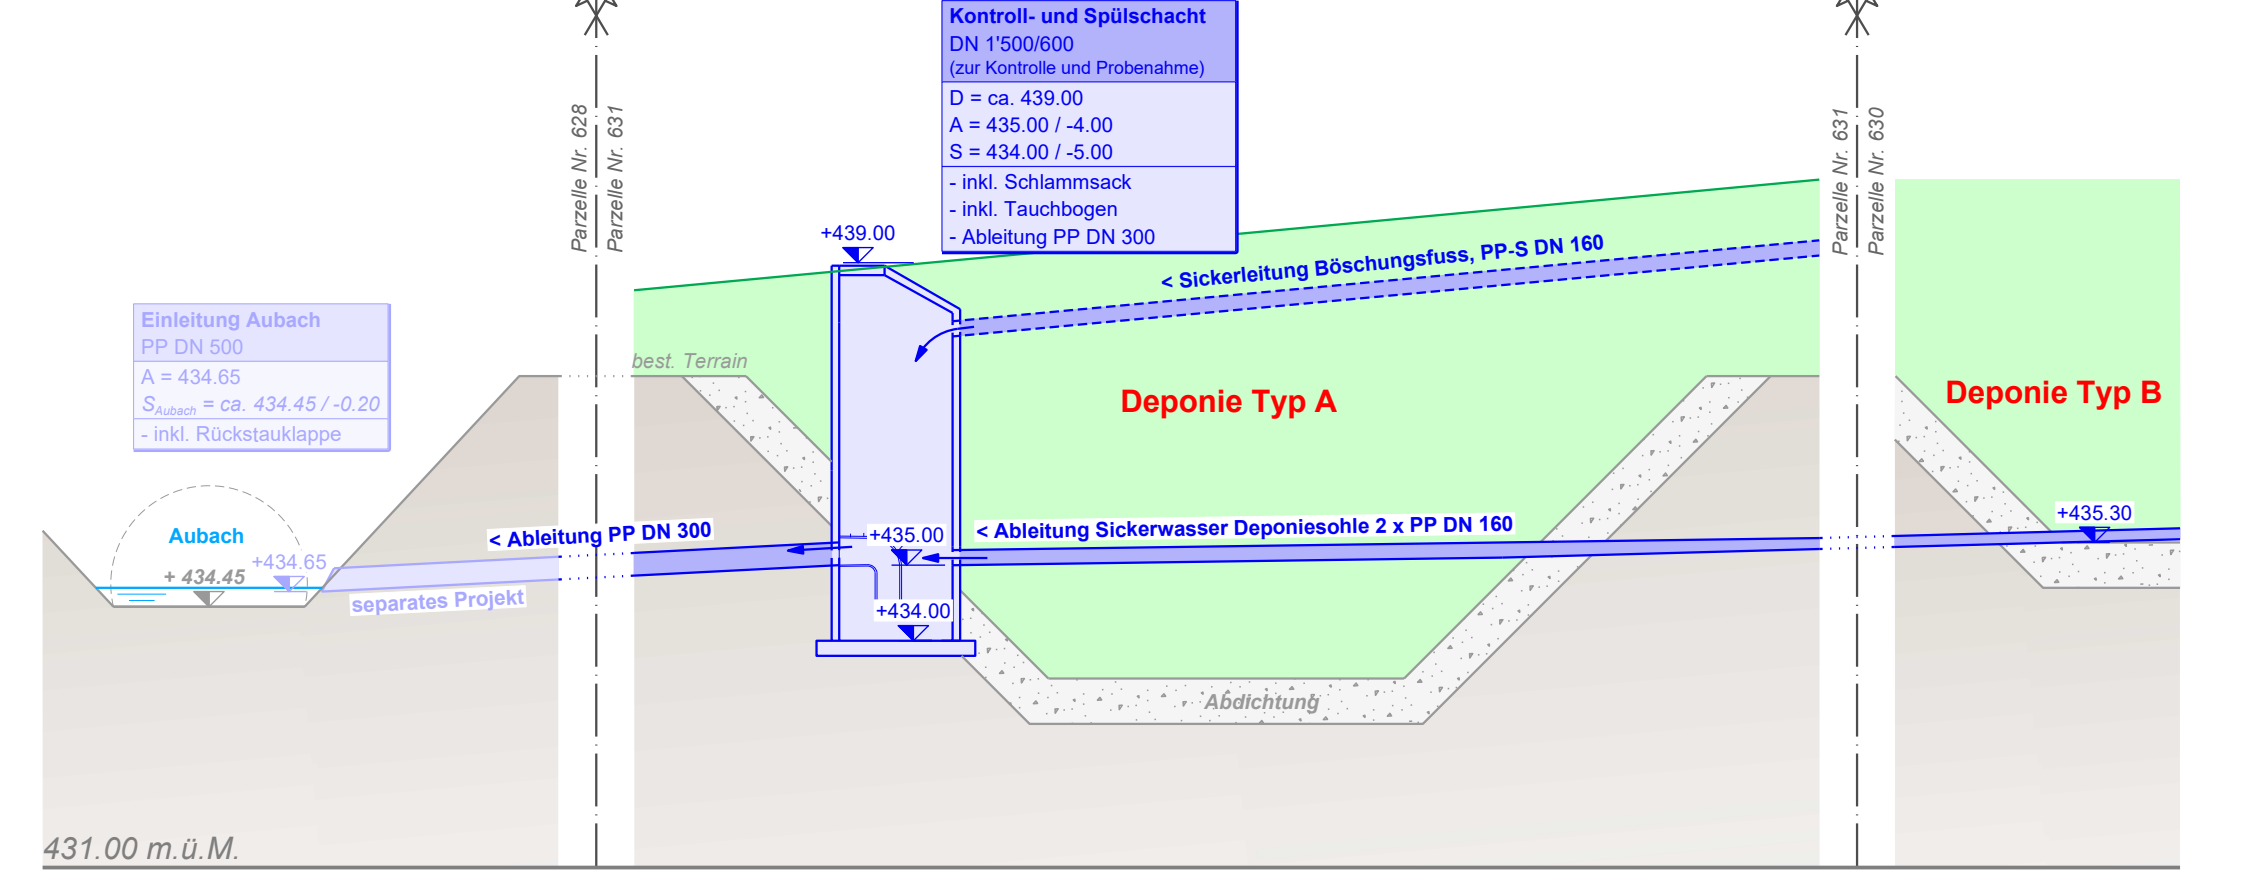 Kontroll- und Spülschacht
DN 1'500/600
(zur Kontrolle und Probenahme)
D = ca. 439.00
A = 435.00 / -4.00
S = 434.00 / -5.00
- inkl. Schlammsack
- inkl. Tauchbogen
- Ableitung PP DN 300
Parzelle Nr. 628
Parzelle Nr. 631
Parzelle Nr. 631
Parzelle Nr. 630
+439.00
< Sickerleitung Böschungsfuss, PP-S DN 160
Einleitung Aubach
PP DN 500
A = 434.65
SAubach = ca. 434.45 / -0.20
- inkl. Rückstauklappe
best. Terrain
Deponie Typ A
Deponie Typ B
Aubach
+ 434.45
+434.65
separates Projekt
< Ableitung PP DN 300
+435.00
< Ableitung Sickerwasser Deponiesohle 2 x PP DN 160
+435.30
+434.00
Abdichtung
431.00 m.ü.M.